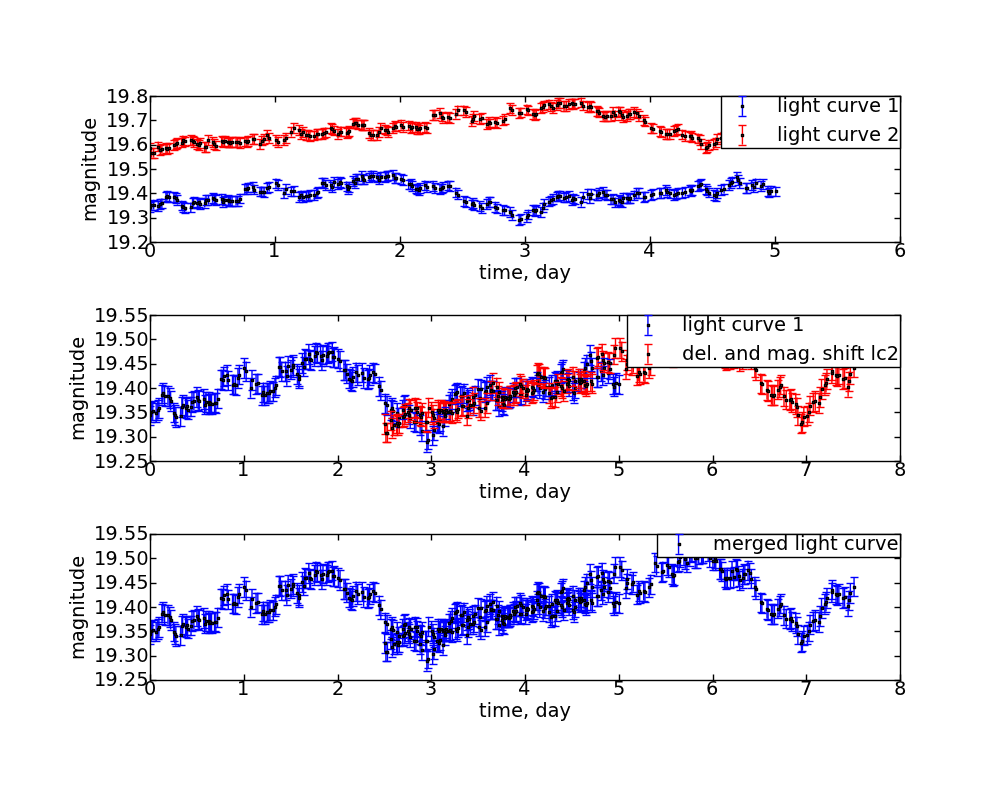 19.8
19.7
19.6
19.5
19.4
19.3
19.2
magnitude
light curve 1
light curve 2
0 1 2 3 4 5 6
time, day
19.55
19.50
19.45
19.40
19.35
19.30
19.25
magnitude
light curve 1
del. and mag. shift lc2
0 1 2 3 4 5 6 7 8
time, day
19.55
19.50
19.45
19.40
19.35
19.30
19.25
magnitude
merged light curve
0 1 2 3 4 5 6 7 8
time, day